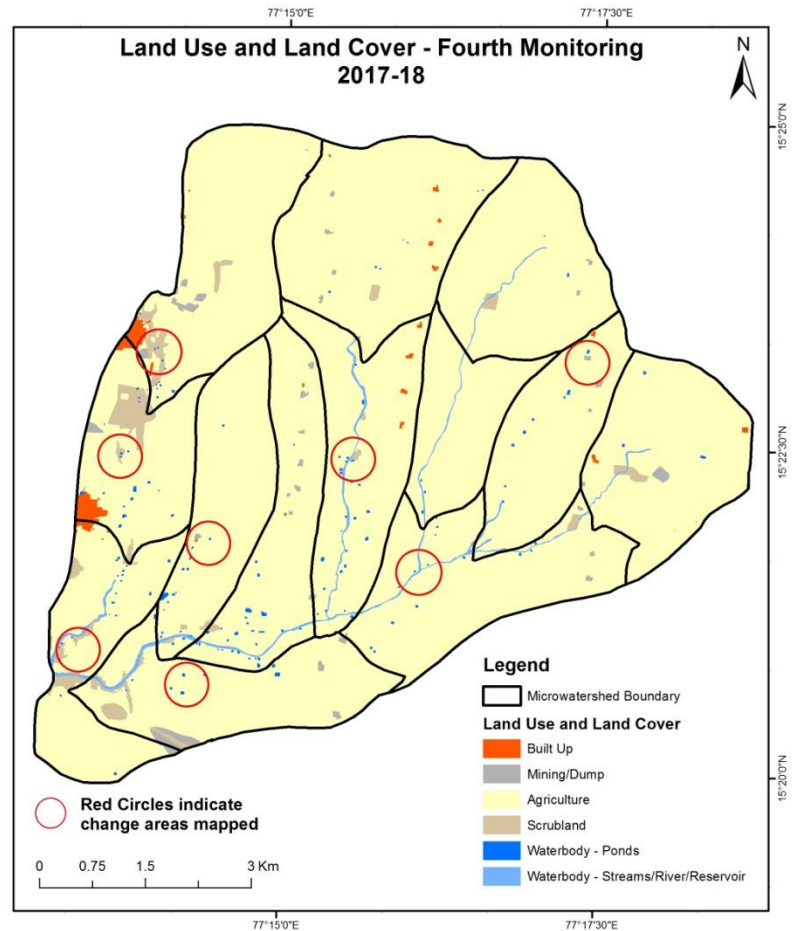 77°15'0"E
77°17'30"E
Land Use and Land Cover - Fourth Monitoring
2017-18
N
15°25'0"N
15°22'30"N
15°20'0"N
Legend
Microwatershed Boundary
Land Use and Land Cover
Built Up
Mining/Dump
Agriculture
Scrubland
Waterbody - Ponds
Waterbody - Streams/River/Reservoir
Red Circles indicate
change areas mapped
0 0.75 1.5 3 Km
77°15'0"E
77°17'30"E